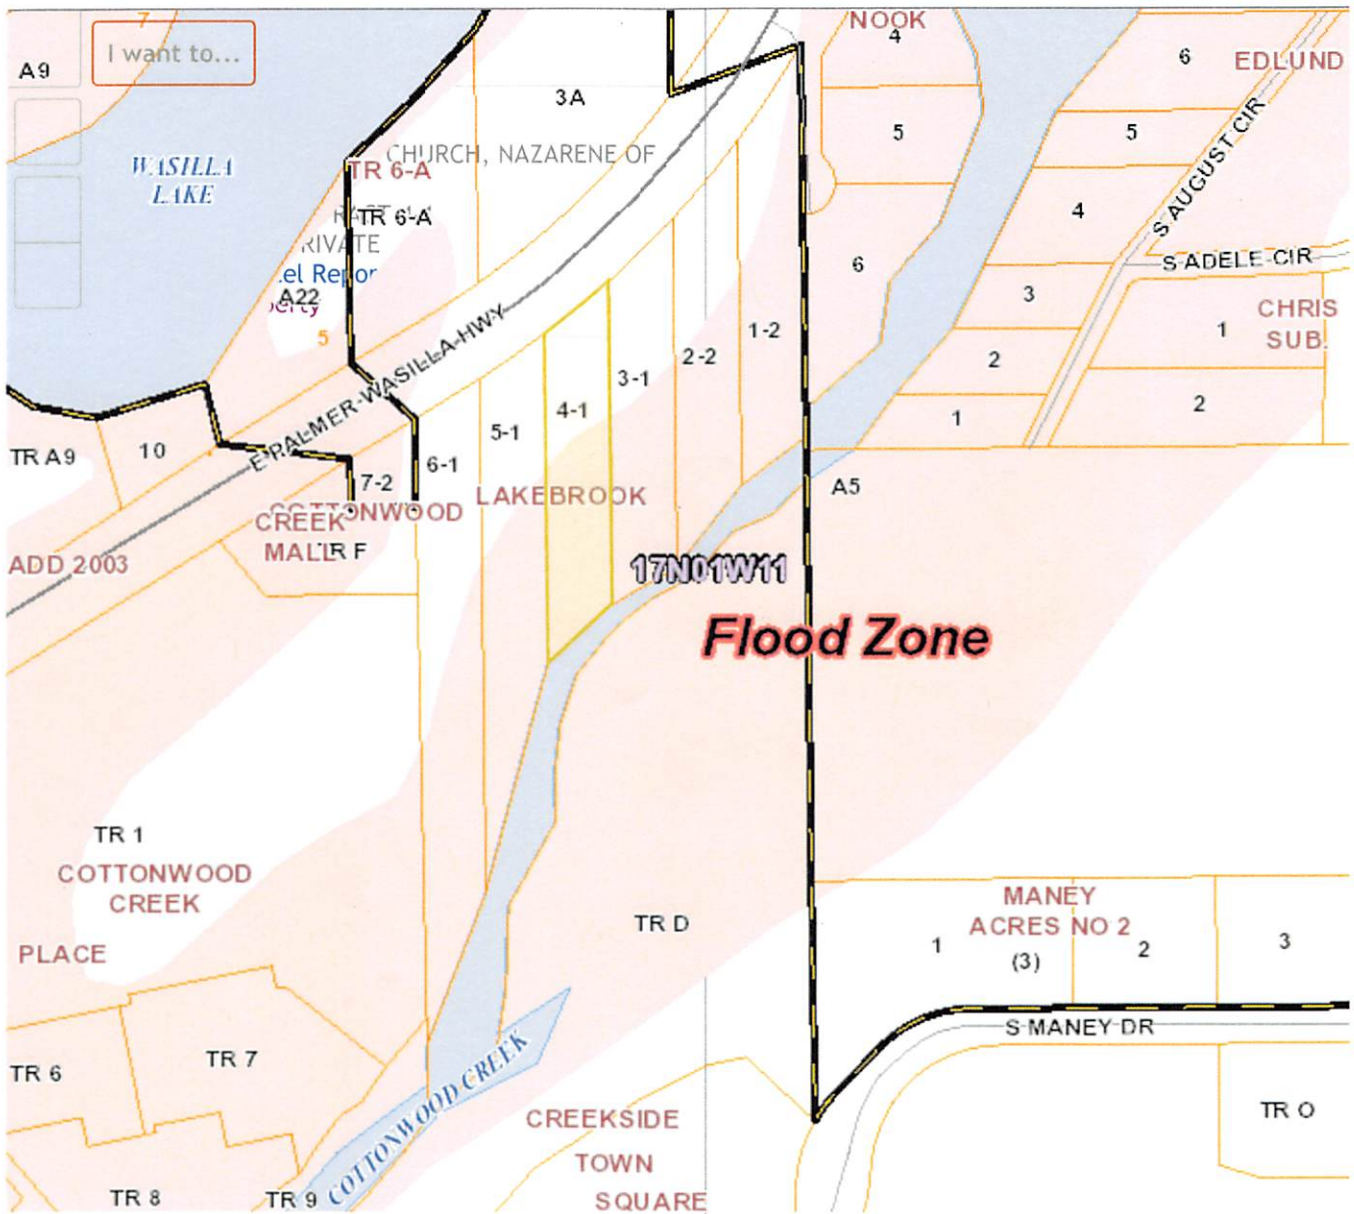 7
I want to...
A9
WASILLA
LAKE
3A
CHURCH, NAZARENE OF
TR 6-A
TR 6-A
RIVATE
el Repor
A22
erty
5
NOOK
4
5
6
6
EDLUND
5
4
3
2
1
S AUGUST CIR
S ADELE CIR
CHRIS
SUB.
1
2
E PALMER-WASILLA HWY
1-2
2-2
3-1
4-1
5-1
6-1
7-2
10
TR A9
A5
LAKEBROOK
COTTONWOOD
CREEK
MALL
TR F
ADD 2003
17N01W11
Flood Zone
TR 1
COTTONWOOD
CREEK
PLACE
TR D
MANEY
ACRES NO 2
(3)
1
2
3
S MANEY DR
TR 6
TR 7
TR 8
TR 9
COTTONWOOD CREEK
CREEKSIDE
TOWN
SQUARE
TR O